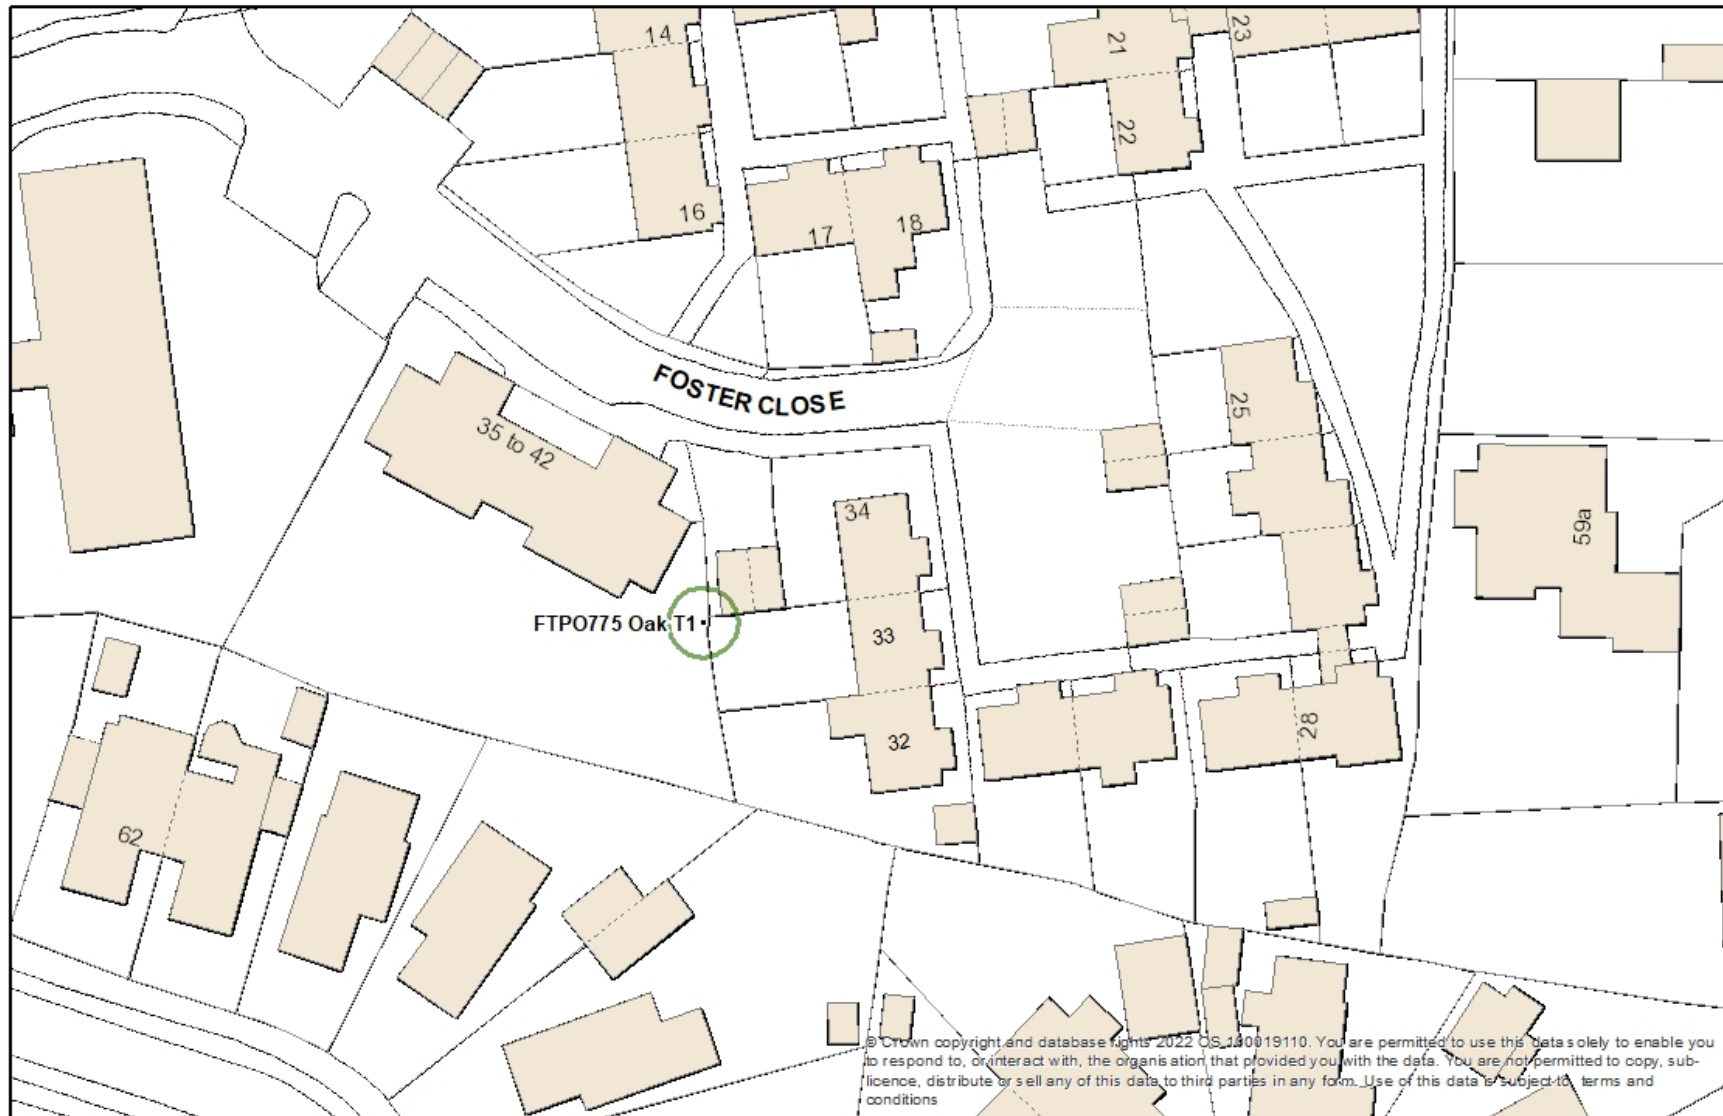 14
21
23
22
16
17
18
FOSTER CLOSE
35 to 42
25
34
59a
FTPO775 Oak T1
33
32
28
62
© Crown copyright and database rights 2022 OS 100019110. You are permitted to use this data solely to enable you
to respond to, or interact with, the organisation that provided you with the data. You are not permitted to copy, sub-
licence, distribute or sell any of this data to third parties in any form. Use of this data is subject to terms and
conditions